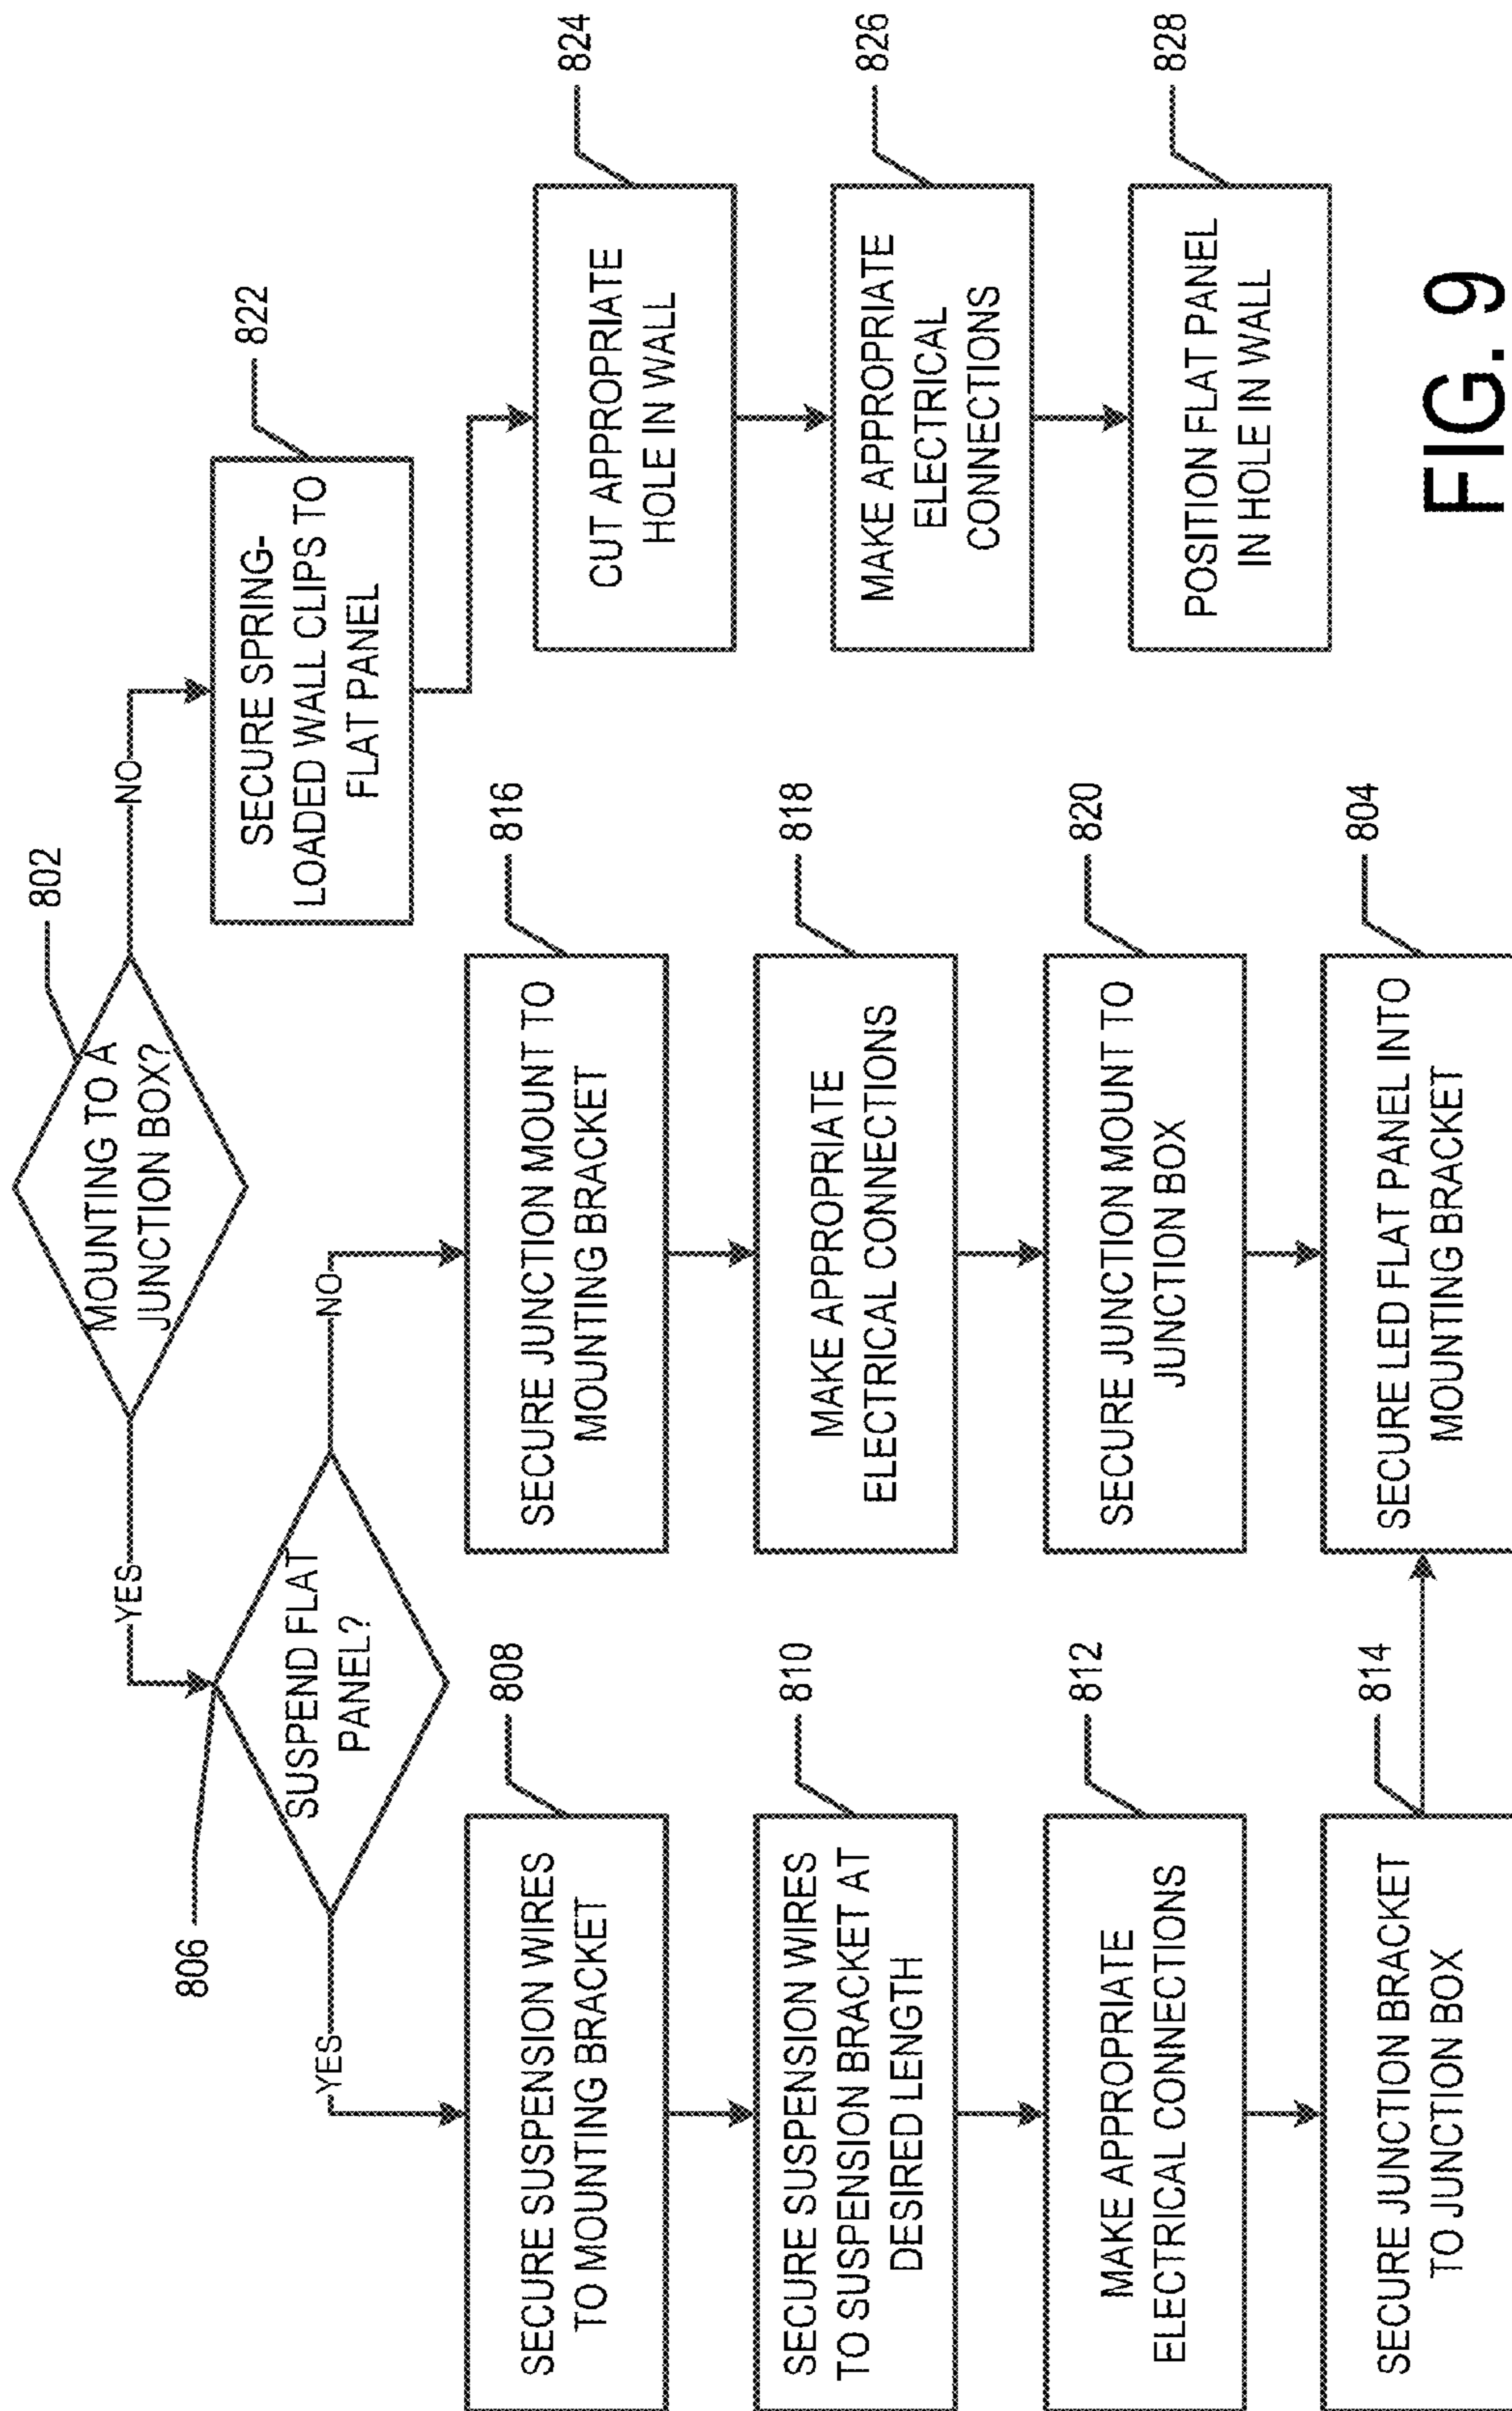 802
MOUNTING TO A
JUNCTION BOX?
YES
NO
806
SUSPEND FLAT
PANEL?
YES
NO
808
SECURE SUSPENSION WIRES
TO MOUNTING BRACKET
810
SECURE SUSPENSION WIRES
TO SUSPENSION BRACKET AT
DESIRED LENGTH
812
MAKE APPROPRIATE
ELECTRICAL CONNECTIONS
814
SECURE JUNCTION BRACKET
TO JUNCTION BOX
816
SECURE JUNCTION MOUNT TO
MOUNTING BRACKET
818
MAKE APPROPRIATE
ELECTRICAL CONNECTIONS
820
SECURE JUNCTION MOUNT TO
JUNCTION BOX
804
SECURE LED FLAT PANEL INTO
MOUNTING BRACKET
822
SECURE SPRING-
LOADED WALL CLIPS TO
FLAT PANEL
824
CUT APPROPRIATE
HOLE IN WALL
826
MAKE APPROPRIATE
ELECTRICAL
CONNECTIONS
828
POSITION FLAT PANEL
IN HOLE IN WALL
FIG. 9